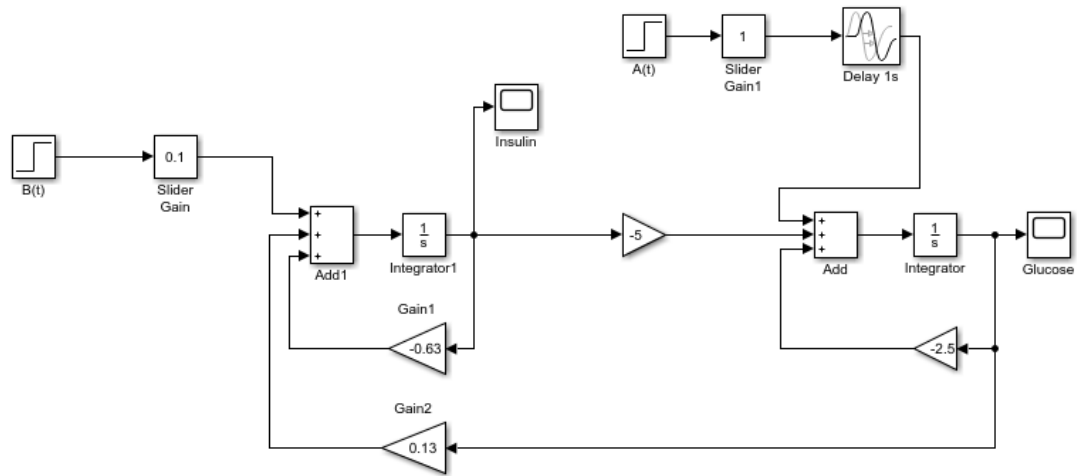 A(t)
1
Slider
Gain1
Delay 1s
Insulin
B(t)
0.1
Slider
Gain
+
+
+
Add1
1
s
Integrator1
-5
+
+
+
Add
1
s
Integrator
Glucose
Gain1
-0.63
-2.5
Gain2
0.13